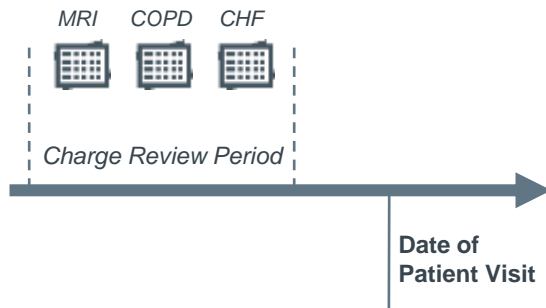 MRI COPD CHF
Charge Review Period
Date of
Patient Visit